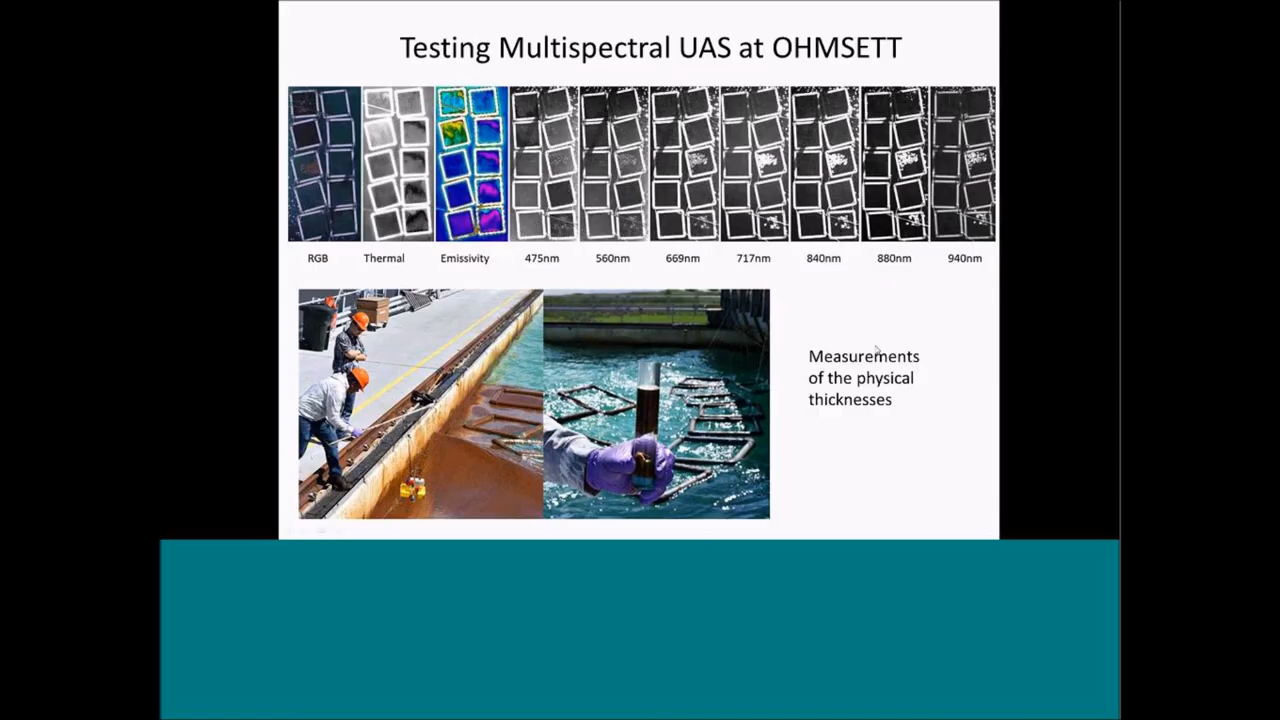 Testing Multispectral UAS at OHMSETT
RGB Thermal Emissivity 475nm 560nm 669nm 717nm 840nm 880nm 940nm
Measurements
of the physical
thicknesses